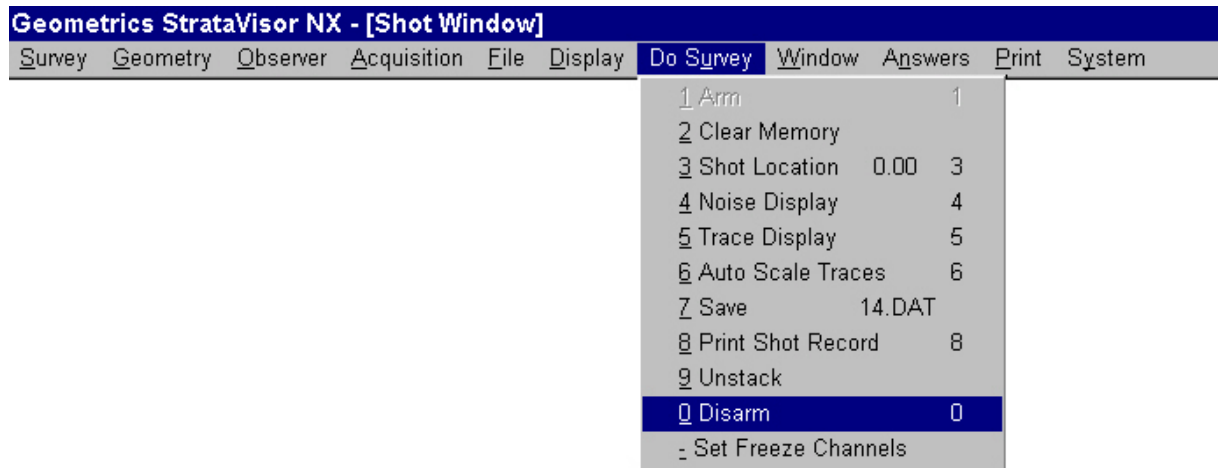 Geometrics StrataVisor NX - [Shot Window]
Survey Geometry Observer Acquisition File Display Do Survey Window Answers Print System
1 Arm 1
2 Clear Memory
3 Shot Location 0.00 3
4 Noise Display 4
5 Trace Display 5
6 Auto Scale Traces 6
7 Save 14.DAT
8 Print Shot Record 8
9 Unstack
0 Disarm 0
- Set Freeze Channels